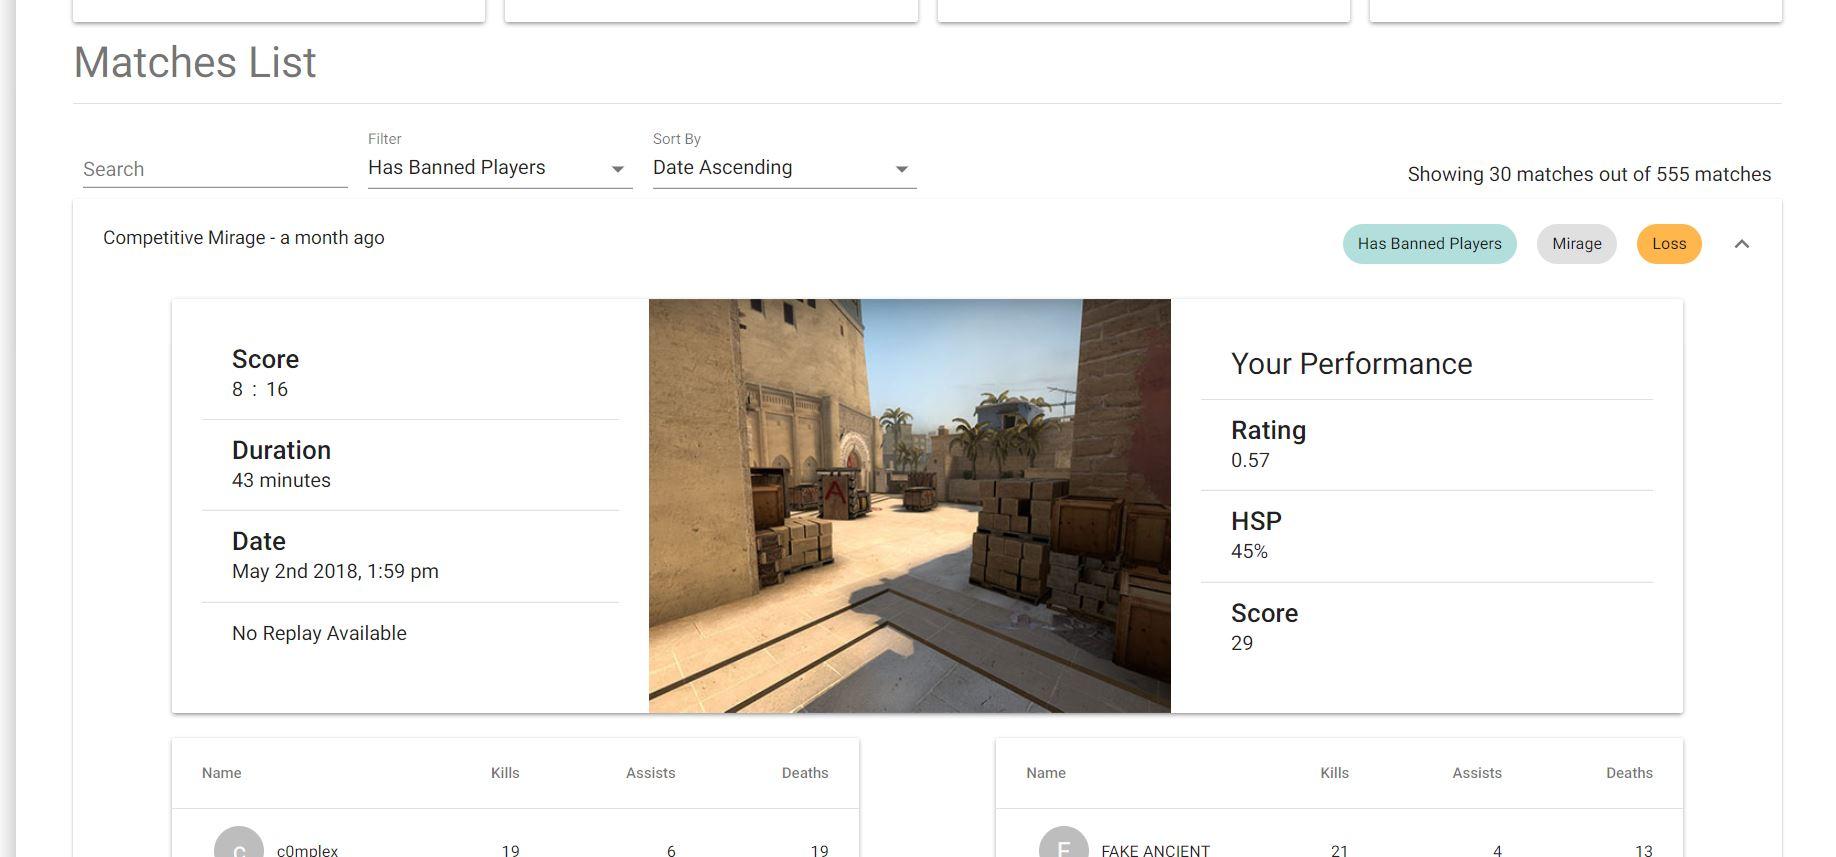 Matches List
Filter
Sort By
Search
Has Banned Players
Date Ascending
Showing 30 matches out of 555 matches
Competitive Mirage - a month ago
Has Banned Players
Mirage
Loss
Score
8 : 16
Duration
43 minutes
Date
May 2nd 2018, 1:59 pm
No Replay Available
A
Your Performance
Rating
0.57
HSP
45%
Score
29
Name Kills Assists Deaths
c c0mplex 19 6 19
Name Kills Assists Deaths
F FAKE ANCIENT 21 4 13